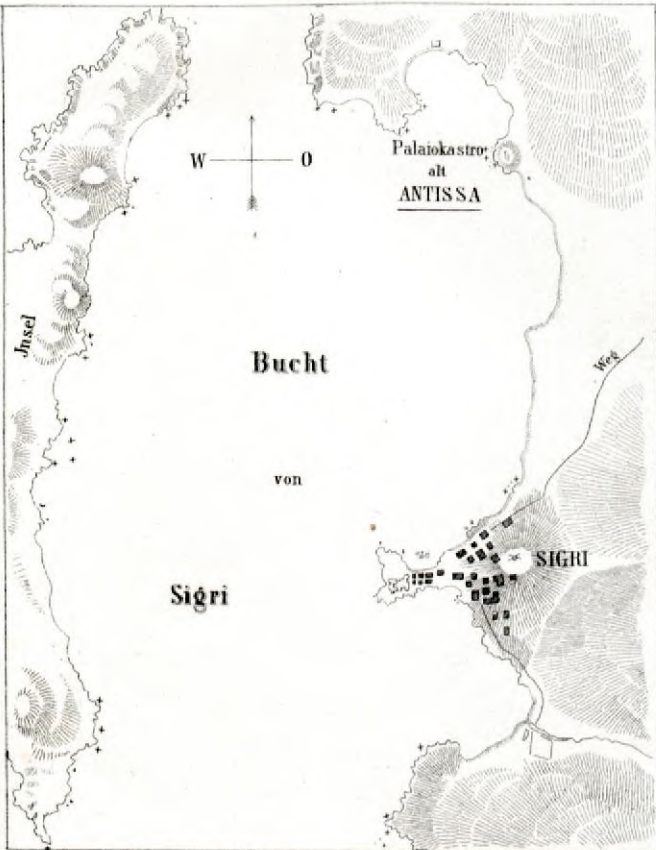 W O
Palaiokastro
alt
ANTISSA
Jnsel
Bucht
Weg
von
SIGRI
Sigri